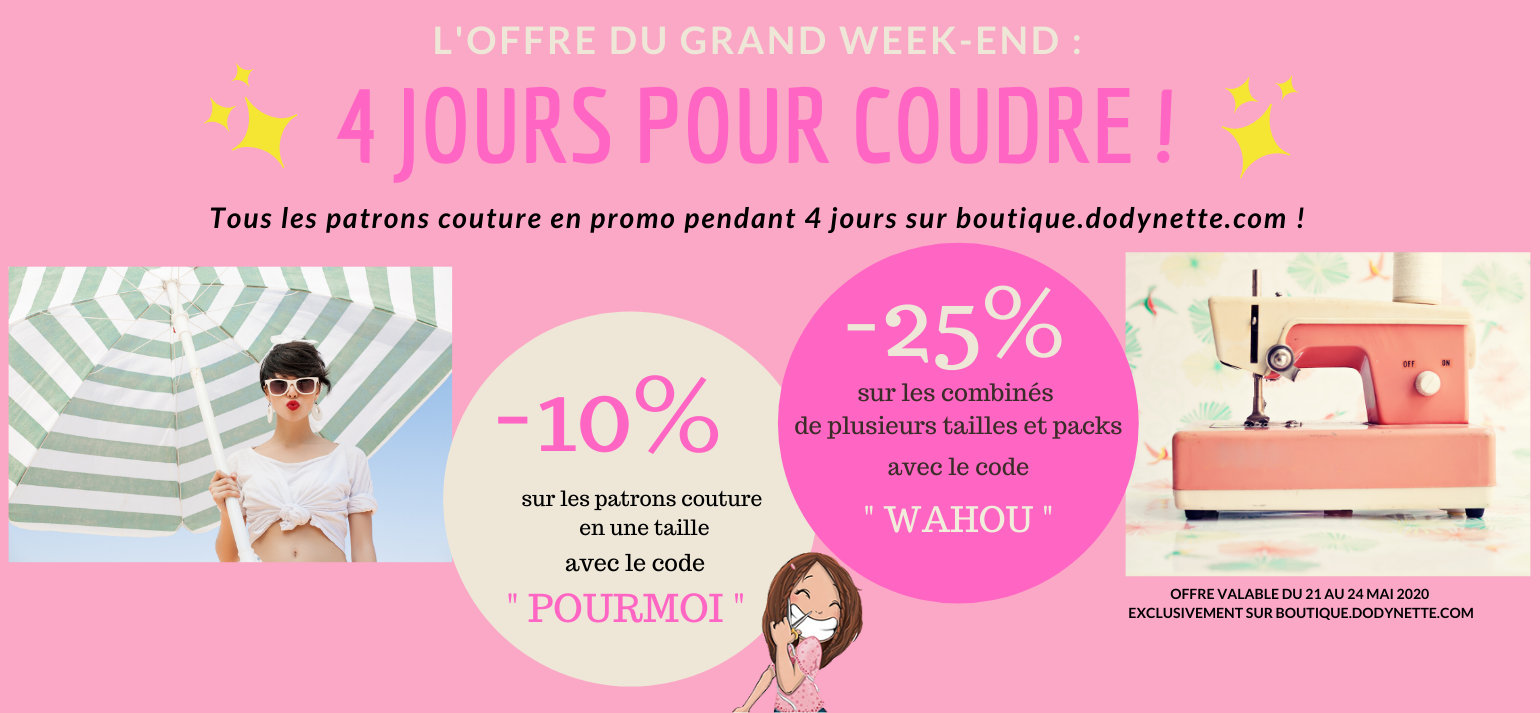 L'OFFRE DU GRAND WEEK-END :
4 JOURS POUR COUDRE !
Tous les patrons couture en promo pendant 4 jours sur boutique.dodynette.com !
-10%
sur les patrons couture
en une taille
avec le code
" POURMOI "
-25%
sur les combinés
de plusieurs tailles et packs
avec le code
" WAHOU "
OFF ON
OFFRE VALABLE DU 21 AU 24 MAI 2020
EXCLUSIVEMENT SUR BOUTIQUE.DODYNETTE.COM